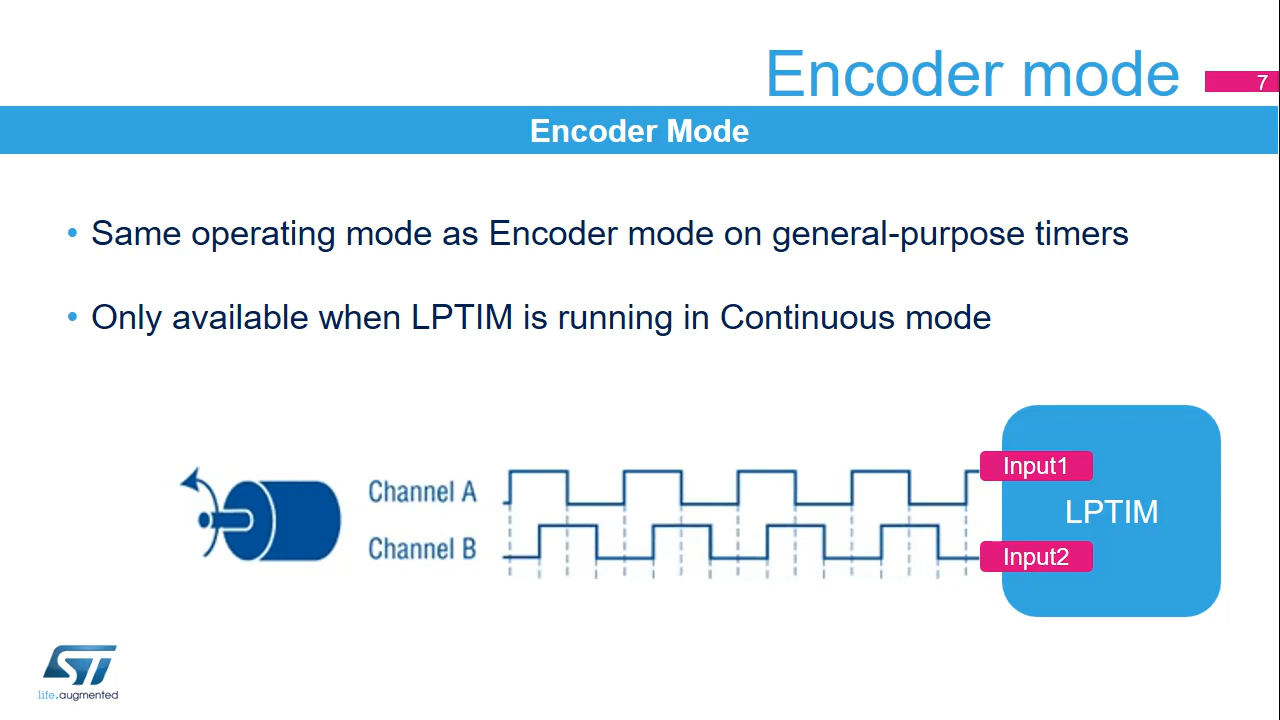 Encoder mode
7
Encoder Mode
• Same operating mode as Encoder mode on general-purpose timers
• Only available when LPTIM is running in Continuous mode
Channel A
Channel B
Input1
LPTIM
Input2
ST
life.augmented